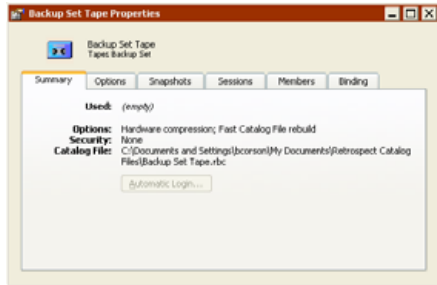 Backup Set Tape Properties
Backup Set Tape
Tapes Backup Set
Summary Options Snapshots Sessions Members Binding
Used: (empty)
Options: Hardware compression; Fast Catalog File rebuild
Security: None
Catalog File: C:\Documents and Settings\bcorson\My Documents\Retrospect Catalog
Files\Backup Set Tape.rbc
Automatic Login...